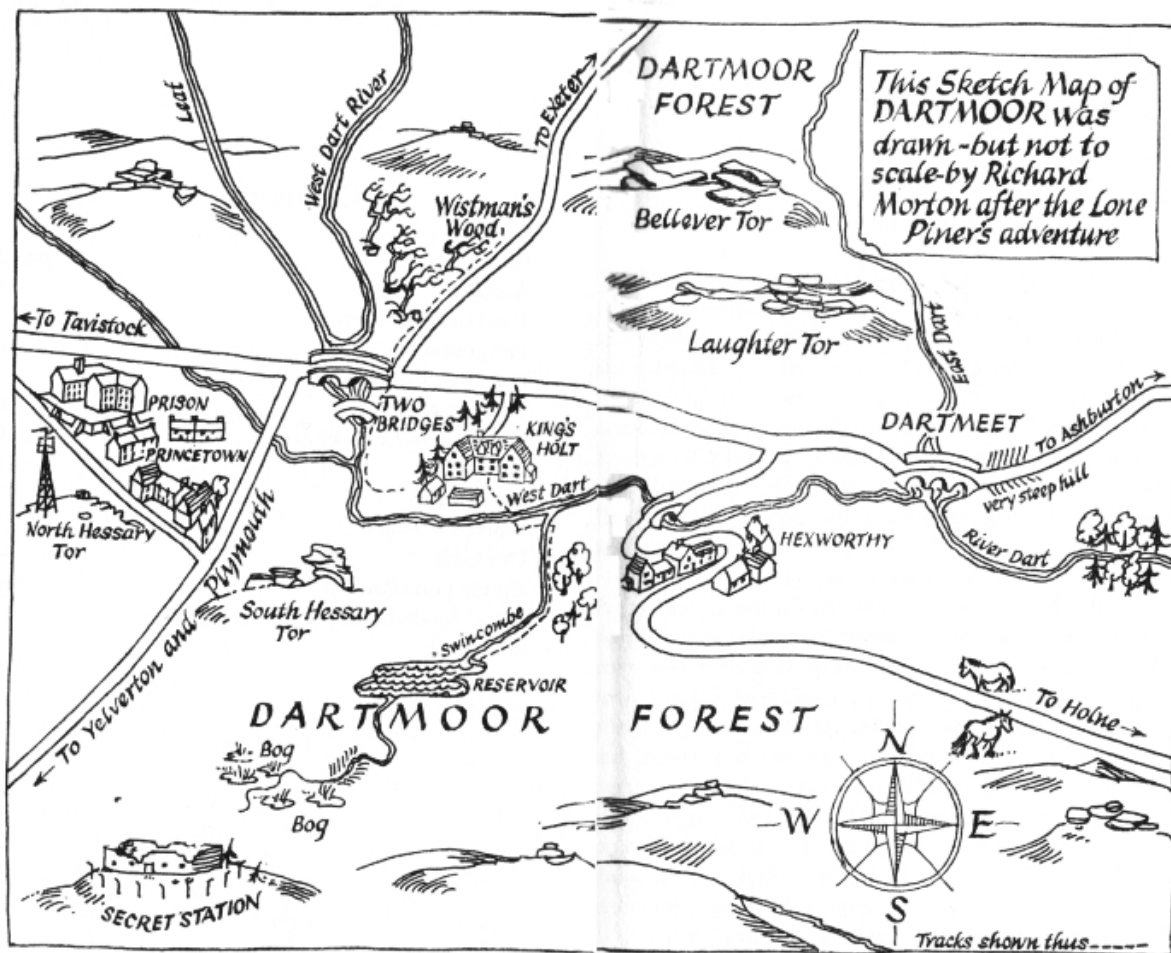 This Sketch Map of
DARTMOOR was
drawn - but not to
scale - by Richard
Morton after the Lone
Piner's adventure
DARTMOOR
FOREST
Leat
West Dart River
To Exeter
Wistman's
Wood
Bellever Tor
Laughter Tor
East Dart
To Tavistock
PRISON
PRINCETOWN
North Hessary
Tor
TWO
BRIDGES
KING'S
HOLT
West Dart
DARTMEET
To Ashburton
very steep hill
River Dart
HEXWORTHY
South Hessary
Tor
To Yelverton and Plymouth
Swincombe
RESERVOIR
DARTMOOR FOREST
To Holne
Bog
Bog
SECRET STATION
N
W E
S
Tracks shown thus -----